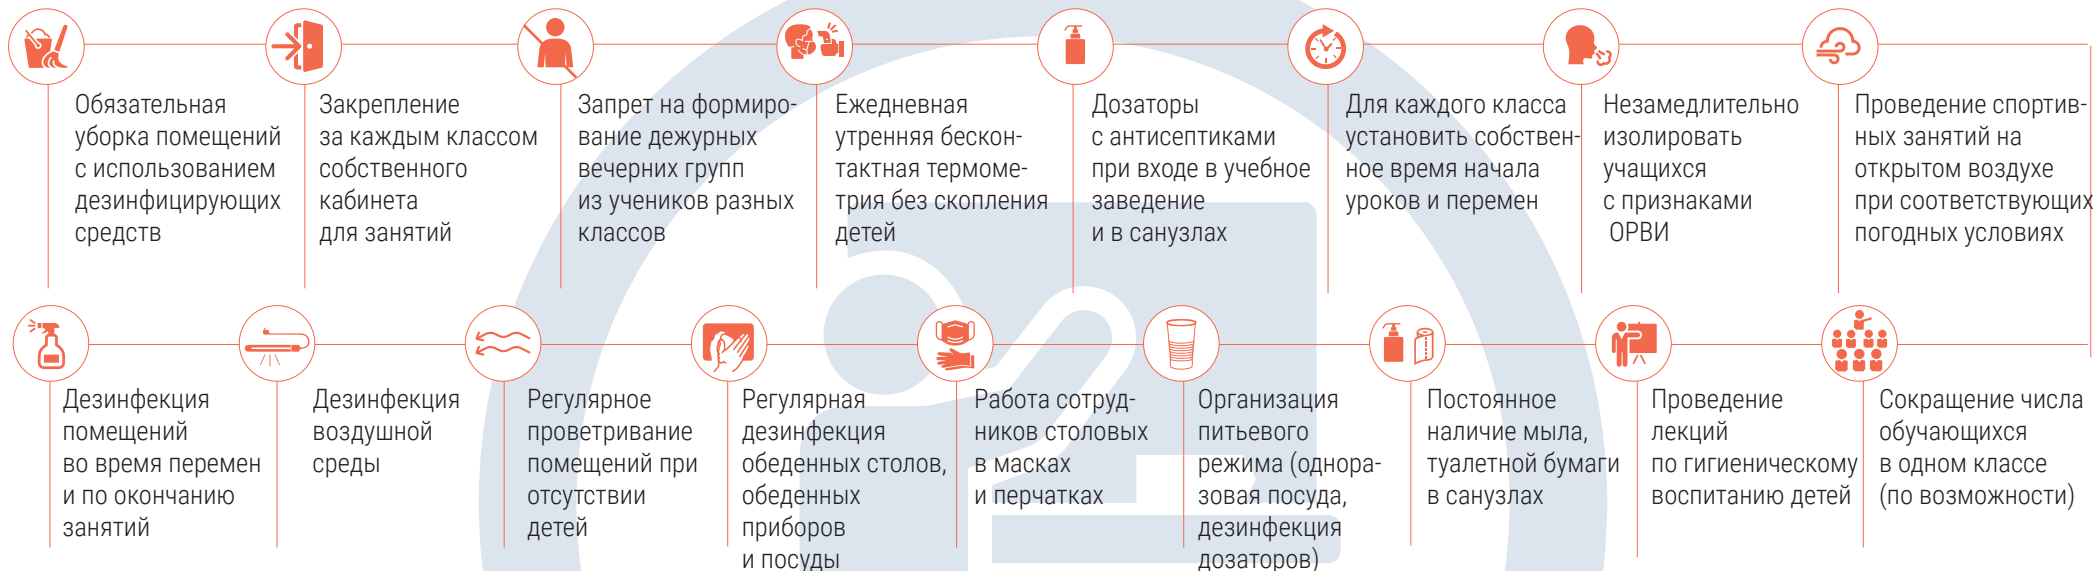 Обязательная
уборка помещений
с использованием
дезинфицирующих
средств
Закрепление
за каждым классом
собственного
кабинета
для занятий
Запрет на формиро-
вание дежурных
вечерних групп
из учеников разных
классов
Ежедневная
утренняя бескон-
тактная термоме-
трия без скопления
детей
Дозаторы
с антисептиками
при входе в учебное
заведение
и в санузлах
Для каждого класса
установить собствен-
ное время начала
уроков и перемен
Незамедлительно
изолировать
учащихся
с признаками
ОРВИ
Проведение спортив-
ных занятий на
открытом воздухе
при соответствующих
погодных условиях
Дезинфекция
помещений
во время перемен
и по окончанию
занятий
Дезинфекция
воздушной
среды
Регулярное
проветривание
помещений при
отсутствии
детей
Регулярная
дезинфекция
обеденных столов,
обеденных
приборов
и посуды
Работа сотруд-
ников столовых
в масках
и перчатках
Организация
питьевого
режима (однора-
зовая посуда,
дезинфекция
дозаторов)
Постоянное
наличие мыла,
туалетной бумаги
в санузлах
Проведение
лекций
по гигиеническому
воспитанию детей
Сокращение числа
обучающихся
в одном классе
(по возможности)